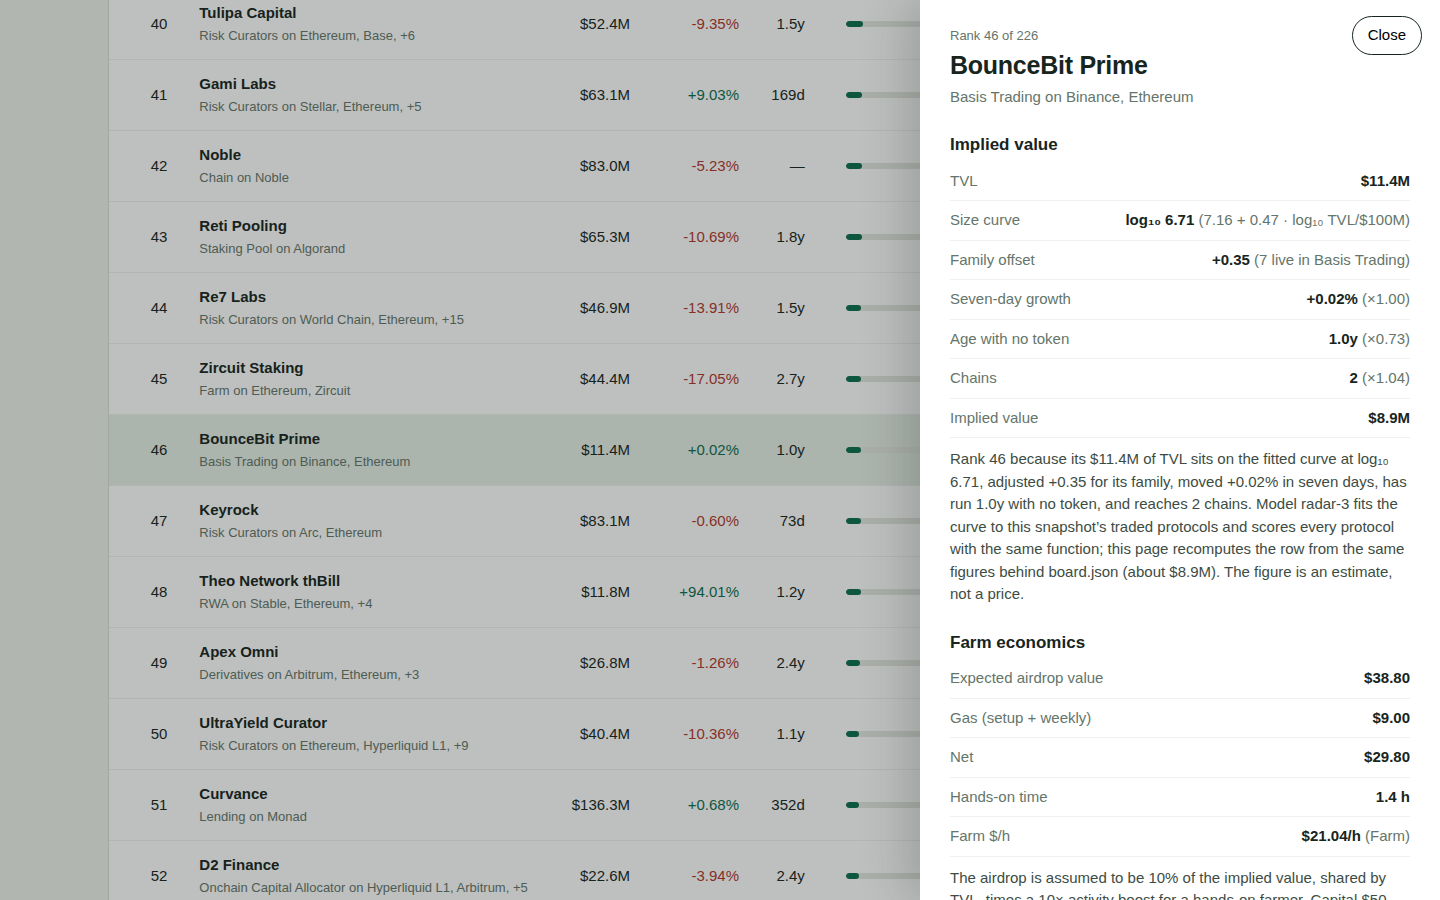 40 Tulipa Capital $52.4M -9.35% 1.5y
Risk Curators on Ethereum, Base, +6
41 Gami Labs $63.1M +9.03% 169d
Risk Curators on Stellar, Ethereum, +5
42 Noble $83.0M -5.23% —
Chain on Noble
43 Reti Pooling $65.3M -10.69% 1.8y
Staking Pool on Algorand
44 Re7 Labs $46.9M -13.91% 1.5y
Risk Curators on World Chain, Ethereum, +15
45 Zircuit Staking $44.4M -17.05% 2.7y
Farm on Ethereum, Zircuit
46 BounceBit Prime $11.4M +0.02% 1.0y
Basis Trading on Binance, Ethereum
47 Keyrock $83.1M -0.60% 73d
Risk Curators on Arc, Ethereum
48 Theo Network thBill $11.8M +94.01% 1.2y
RWA on Stable, Ethereum, +4
49 Apex Omni $26.8M -1.26% 2.4y
Derivatives on Arbitrum, Ethereum, +3
50 UltraYield Curator $40.4M -10.36% 1.1y
Risk Curators on Ethereum, Hyperliquid L1, +9
51 Curvance $136.3M +0.68% 352d
Lending on Monad
52 D2 Finance $22.6M -3.94% 2.4y
Onchain Capital Allocator on Hyperliquid L1, Arbitrum, +5
Rank 46 of 226
Close
BounceBit Prime
Basis Trading on Binance, Ethereum
Implied value
TVL $11.4M
Size curve log₁₀ 6.71 (7.16 + 0.47 · log₁₀ TVL/$100M)
Family offset +0.35 (7 live in Basis Trading)
Seven-day growth +0.02% (×1.00)
Age with no token 1.0y (×0.73)
Chains 2 (×1.04)
Implied value $8.9M
Rank 46 because its $11.4M of TVL sits on the fitted curve at log₁₀
6.71, adjusted +0.35 for its family, moved +0.02% in seven days, has
run 1.0y with no token, and reaches 2 chains. Model radar-3 fits the
curve to this snapshot's traded protocols and scores every protocol
with the same function; this page recomputes the row from the same
figures behind board.json (about $8.9M). The figure is an estimate,
not a price.
Farm economics
Expected airdrop value $38.80
Gas (setup + weekly) $9.00
Net $29.80
Hands-on time 1.4 h
Farm $/h $21.04/h (Farm)
The airdrop is assumed to be 10% of the implied value, shared by
TVL, times a 10× activity boost for a hands-on farmer. Capital $50